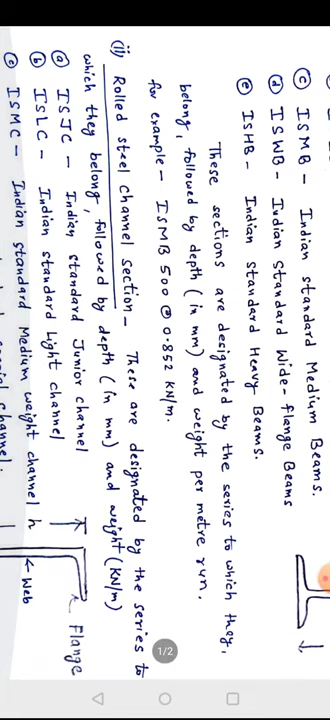 (c) ISMB - Indian standard Medium Beams.
(d) ISWB - Indian Standard Wide-flange Beams
(e) ISHB - Indian Standard Heavy Beams.
These sections are designated by the series to which they,
belong, followed by depth (in mm) and weight per metre run.
for example - ISMB 500 @ 0.852 KN/m.
(ii) Rolled steel channel section - These are designated by the series to
which they belong, followed by depth (in mm) and weight (KN/m)
(a) ISJC - Indian standard Junior channel
(b) ISLC - Indian standard Light channel
(c) ISMC - Indian standard Medium weight channel
h
Flange
← Web
channel.
1/2